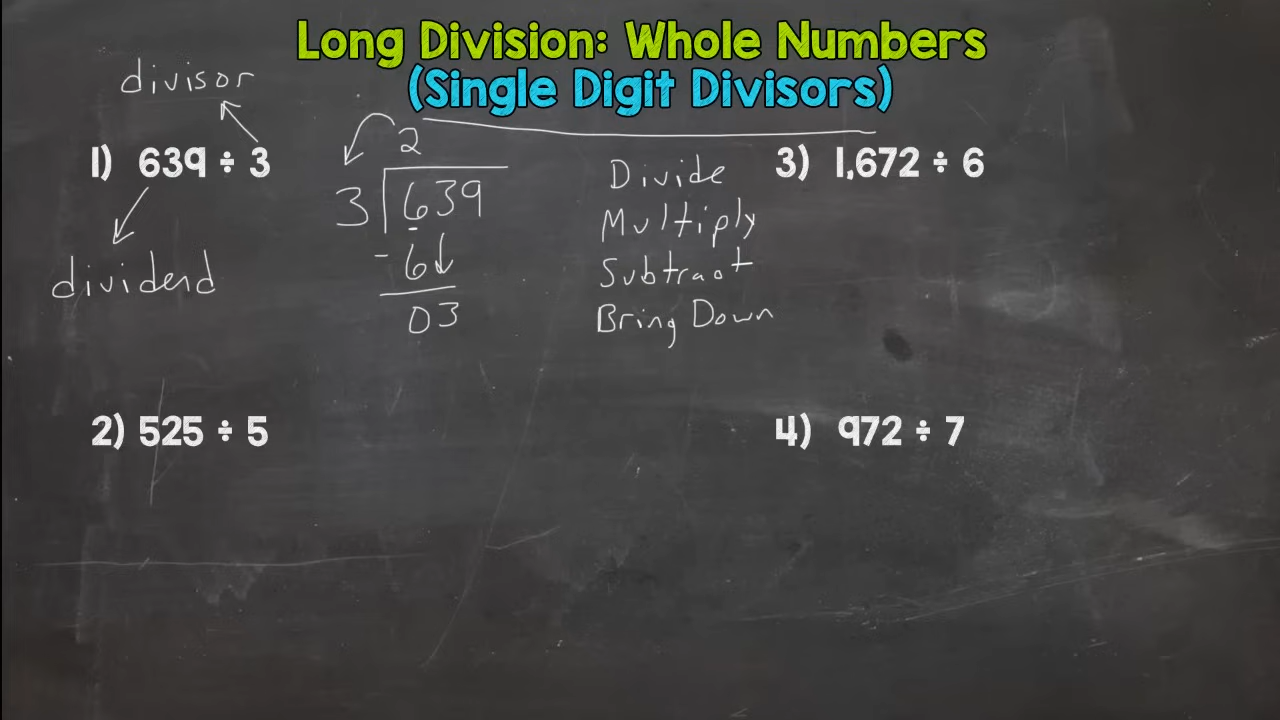 Long Division: Whole Numbers
(Single Digit Divisors)
divisor
1) 639 ÷ 3
dividend
2
3 639
-6
03
Divide
Multiply
Subtract
Bring Down
3) 1,672 ÷ 6
2) 525 ÷ 5
4) 972 ÷ 7